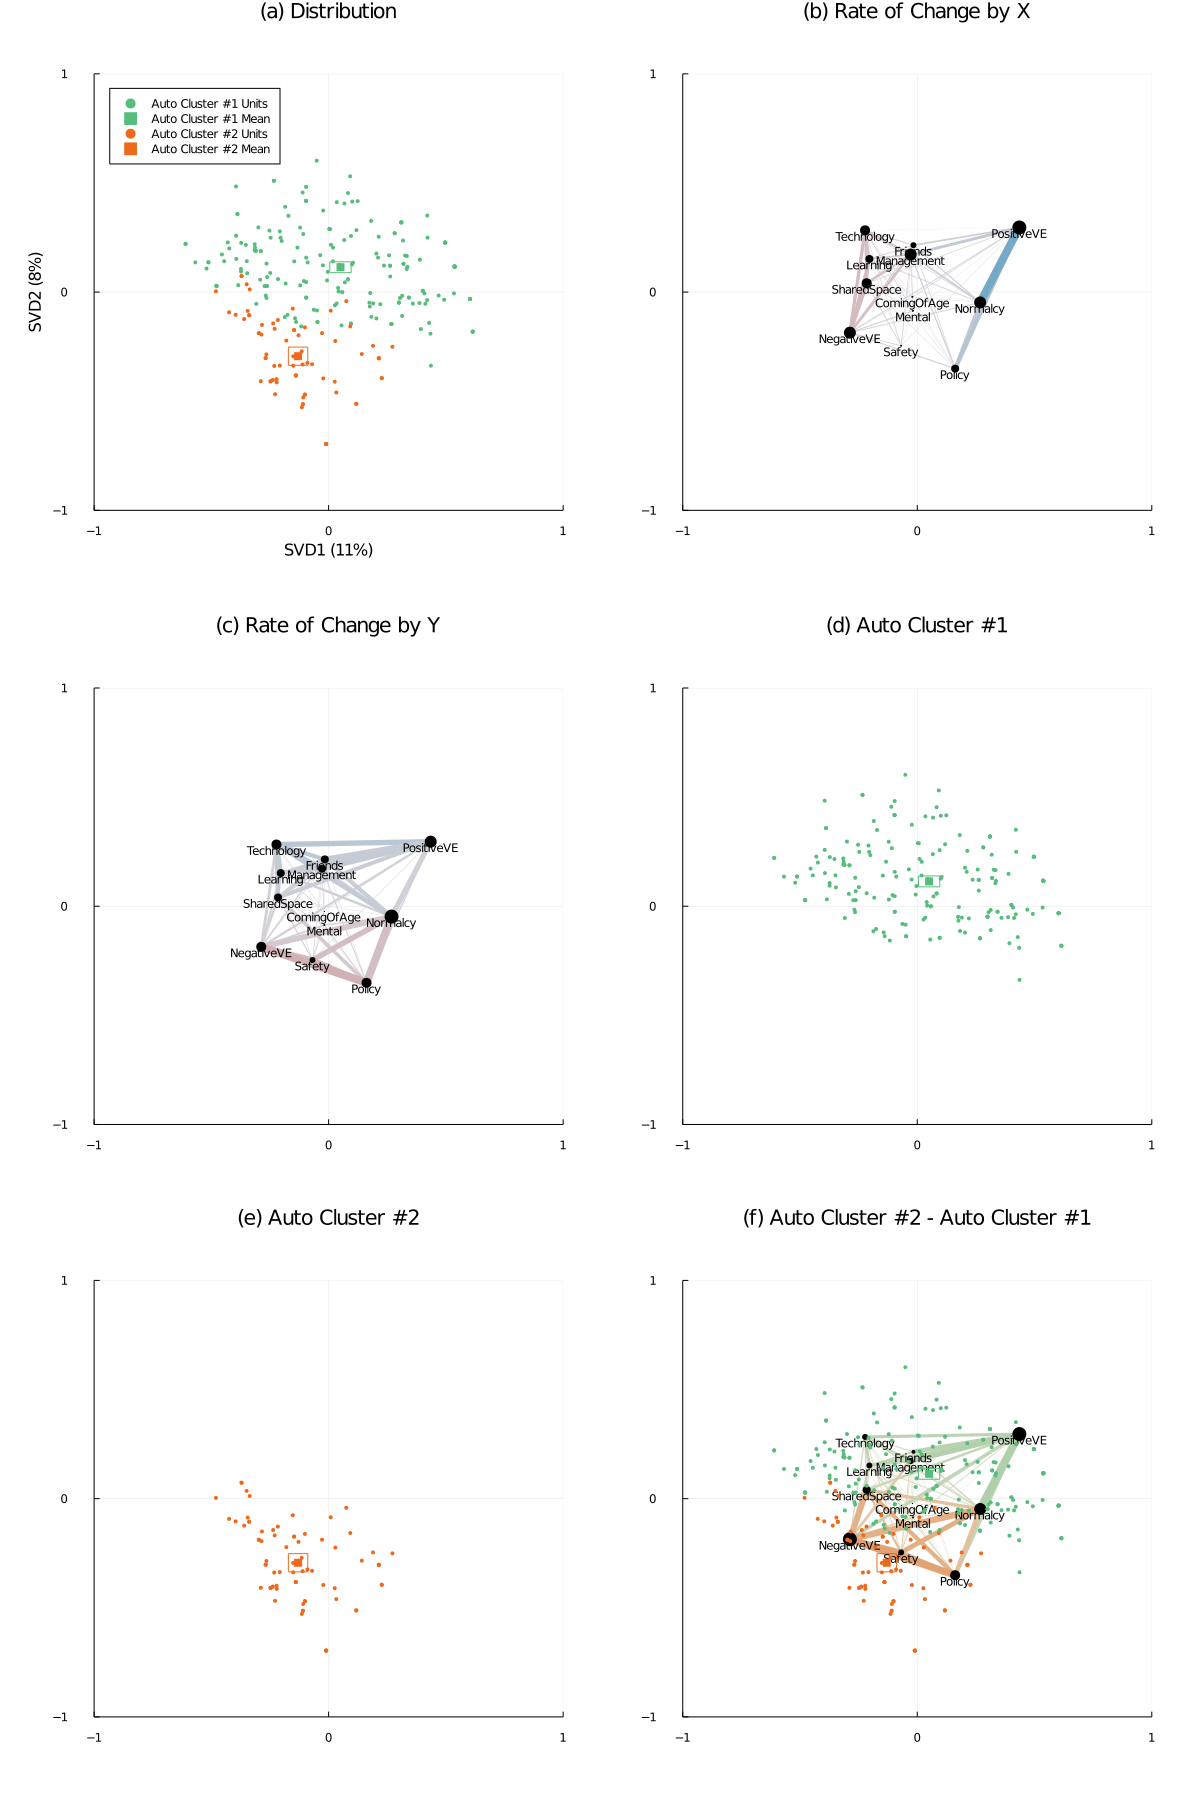 (a) Distribution
(b) Rate of Change by X
1
Auto Cluster #1 Units
Auto Cluster #1 Mean
Auto Cluster #2 Units
Auto Cluster #2 Mean
SVD2 (8%)
0
−1
−1
0
1
SVD1 (11%)
1
Technology
Friends
PositiveVE
Management
Learning
SharedSpace
0
ComingOfAge
Normalcy
Mental
NegativeVE
Safety
Policy
−1
−1
0
1
(c) Rate of Change by Y
(d) Auto Cluster #1
1
Technology
PositiveVE
Friends
Management
Learning
SharedSpace
0
ComingOfAge
Normalcy
Mental
NegativeVE
Safety
Policy
−1
−1
0
1
1
0
−1
−1
0
1
(e) Auto Cluster #2
(f) Auto Cluster #2 - Auto Cluster #1
1
0
−1
−1
0
1
1
Technology
PositiveVE
Friends
Management
Learning
SharedSpace
0
ComingOfAge
Normalcy
Mental
NegativeVE
Safety
Policy
−1
−1
0
1